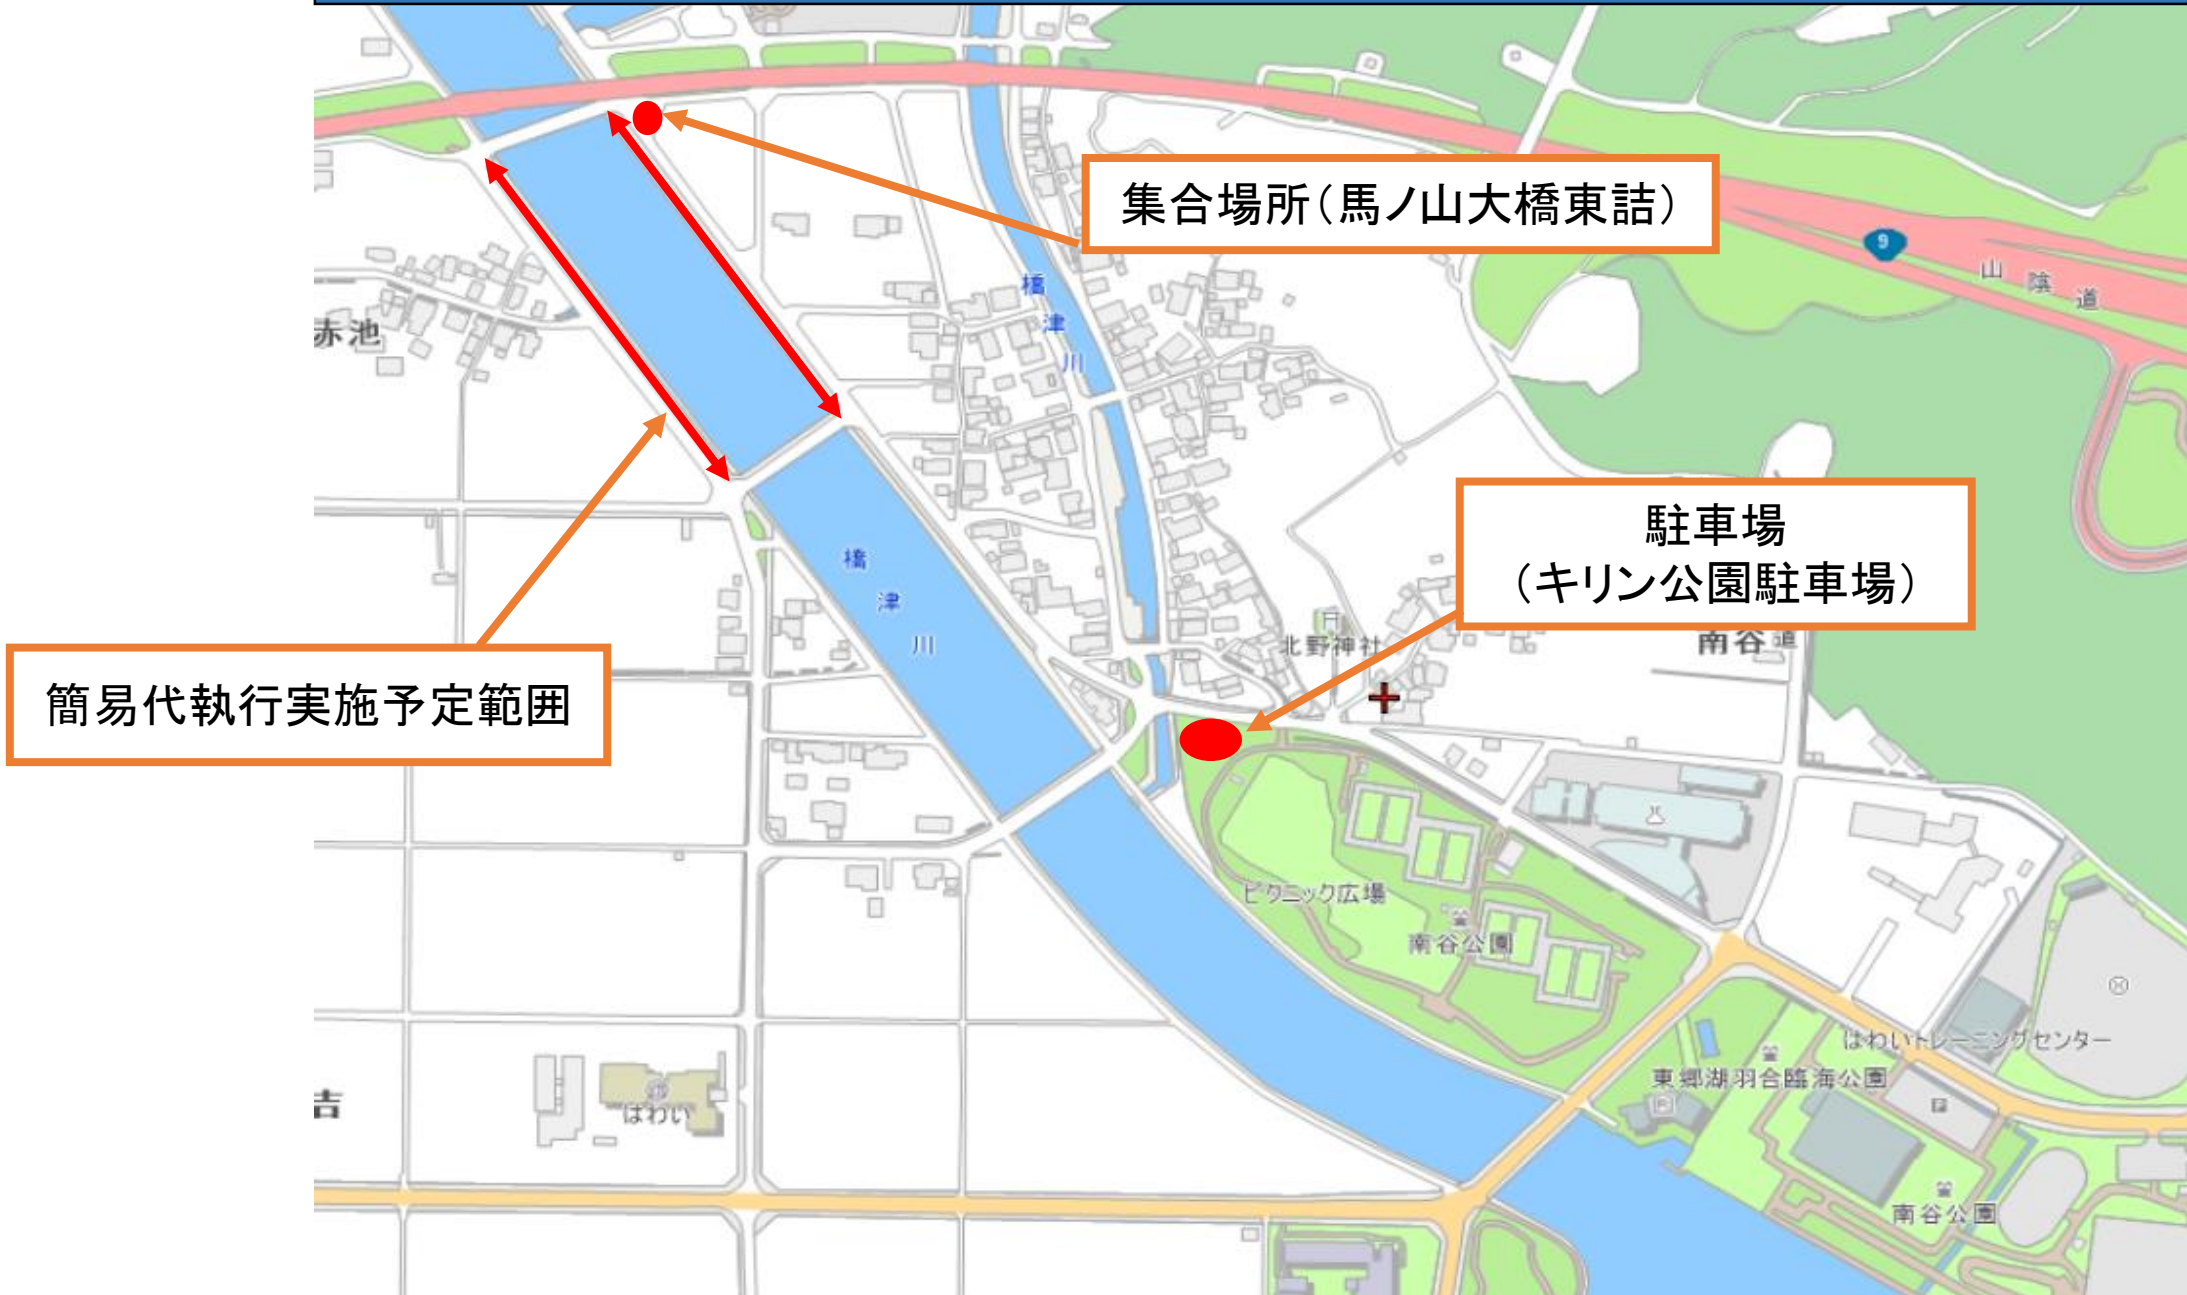 集合場所（馬ノ山大橋東詰）
9
山陰道
橋津川
赤池
駐車場
（キリン公園駐車場）
橋津川
北野神社
南谷
道
簡易代執行実施予定範囲
ピクニック広場
南谷公園
はわいトレーニングセンター
東郷湖羽合臨海公園
P
吉
はわい
南谷公園